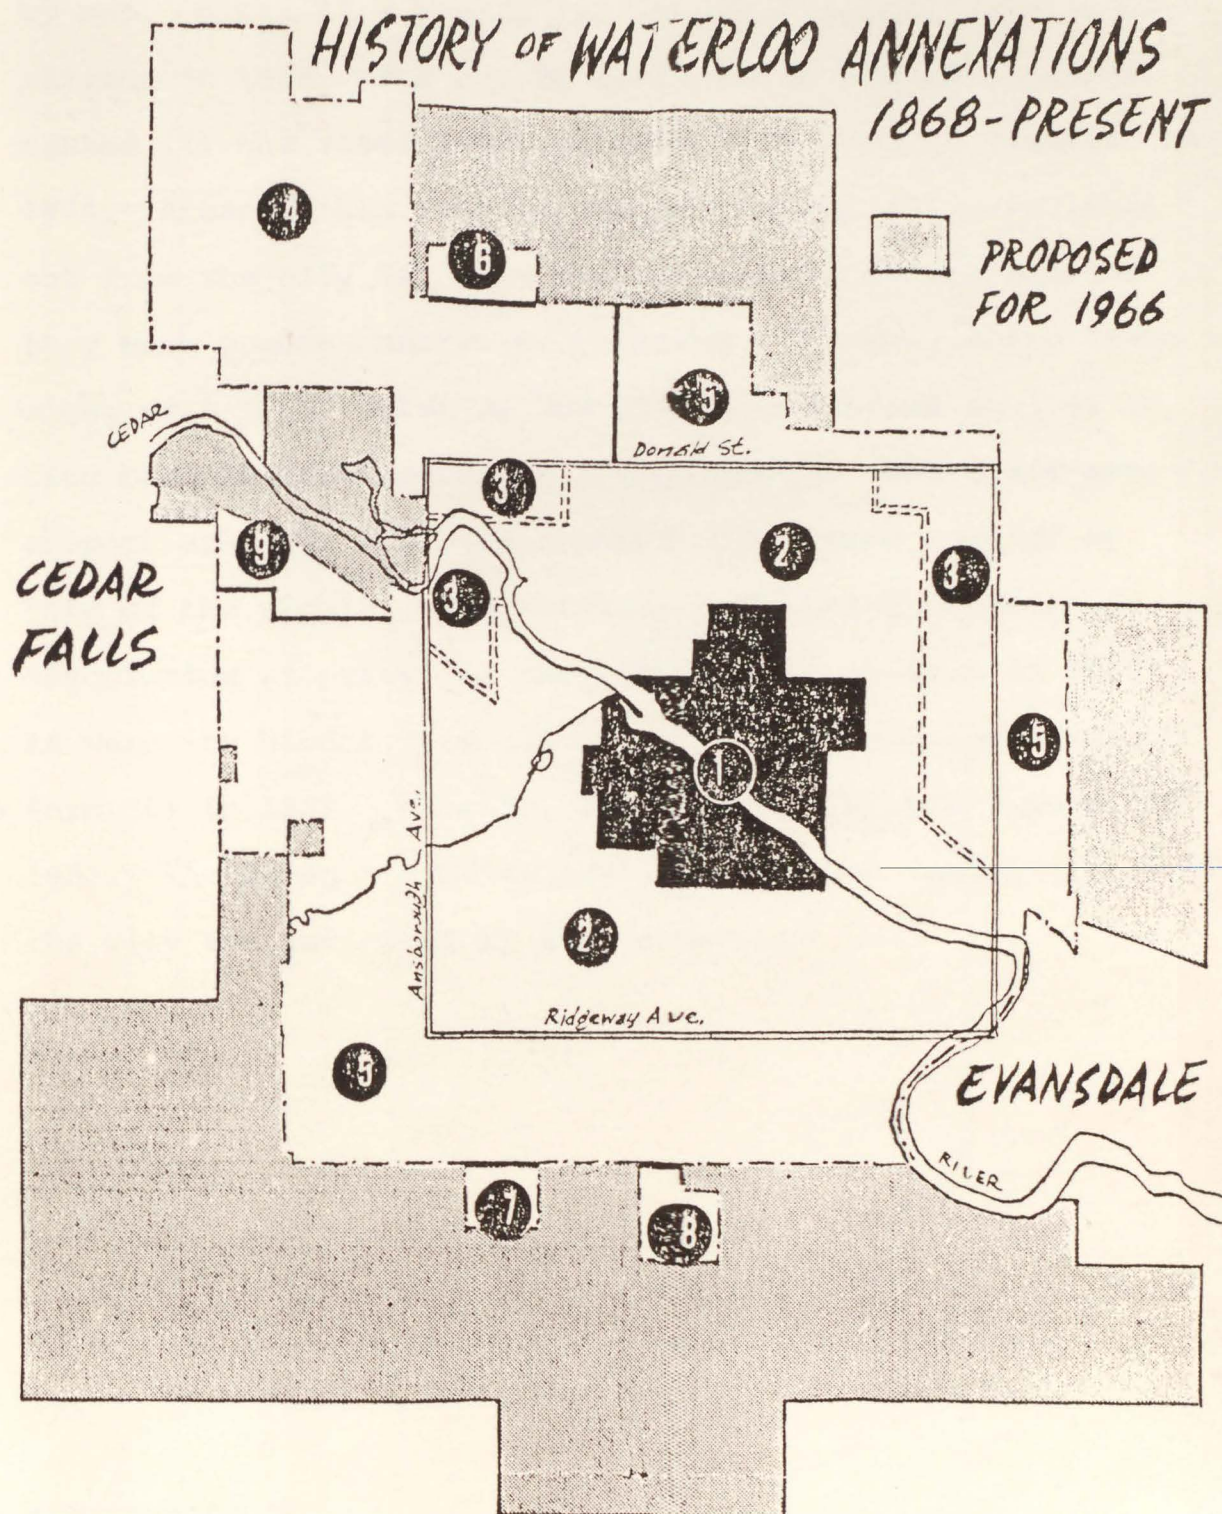 HISTORY OF WATERLOO ANNEXATIONS
1868-PRESENT
4
6
PROPOSED
FOR 1966
5
CEDAR
Donald St.
3
2
9
3
3
CEDAR
FALLS
5
1
Ansborough Ave.
2
Ridgeway Ave.
5
EVANSDALE
RIVER
7
8